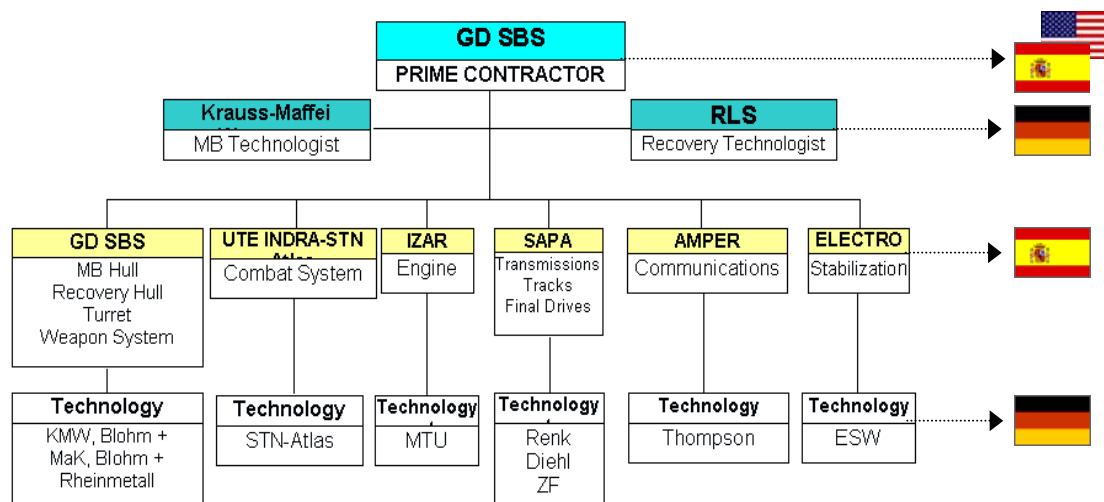 GD SBS
PRIME CONTRACTOR
Krauss-Maffei
MB Technologist
RLS
Recovery Technologist
GD SBS
MB Hull
Recovery Hull
Turret
Weapon System
UTE INDRA-STN
Combat System
IZAR
Engine
SAPA
Transmissions
Tracks
Final Drives
AMPER
Communications
ELECTRO
Stabilization
Technology
KMW, Blohm +
MaK, Blohm +
Rheinmetall
Technology
STN-Atlas
Technology
MTU
Technology
Renk
Diehl
ZF
Technology
Thompson
Technology
ESW